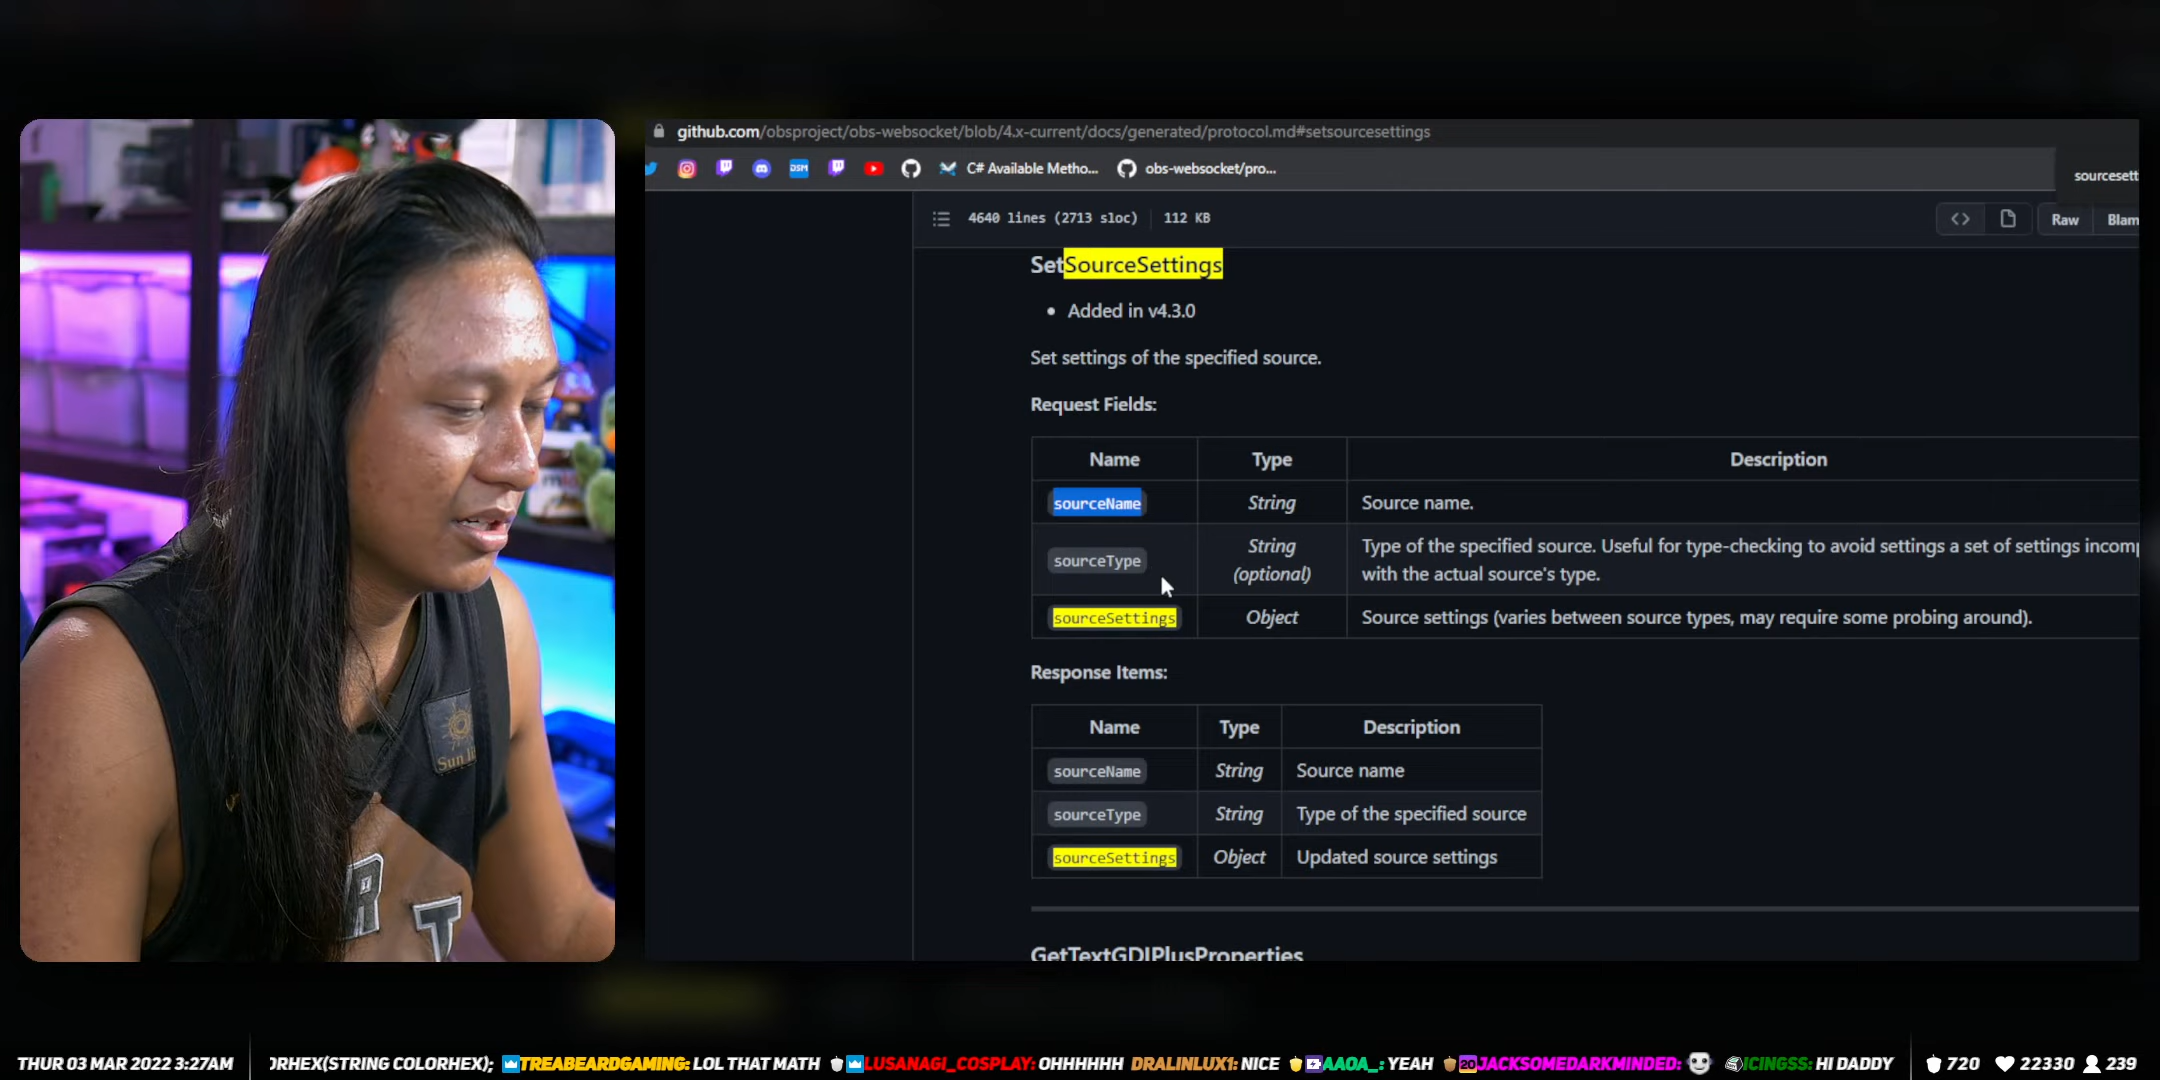 github.com/obsproject/obs-websocket/blob/4.x-current/docs/generated/protocol.md#setsourcesettings
DSM C# Available Metho... obs-websocket/pro... sourcesett
4640 lines (2713 sloc) 112 KB Raw Blam
SetSourceSettings
Added in v4.3.0
Set settings of the specified source.
Request Fields:
Name Type Description
sourceName String Source name.
sourceType String (optional) Type of the specified source. Useful for type-checking to avoid settings a set of settings incomp
with the actual source's type.
sourceSettings Object Source settings (varies between source types, may require some probing around).
Response Items:
Name Type Description
sourceName String Source name
sourceType String Type of the specified source
sourceSettings Object Updated source settings
GetTextGDIPlusProperties
Sun li
R
T
THUR 03 MAR 2022 3:27AM ORHEX(STRING COLORHEX); TREABEARDGAMING: LOL THAT MATH LUSANAGI_COSPLAY: OHHHHHH DRALINLUX1: NICE AAOA_: YEAH 20 JACKSOMEDARKMINDED: ICINGSS: HI DADDY 720 22330 239